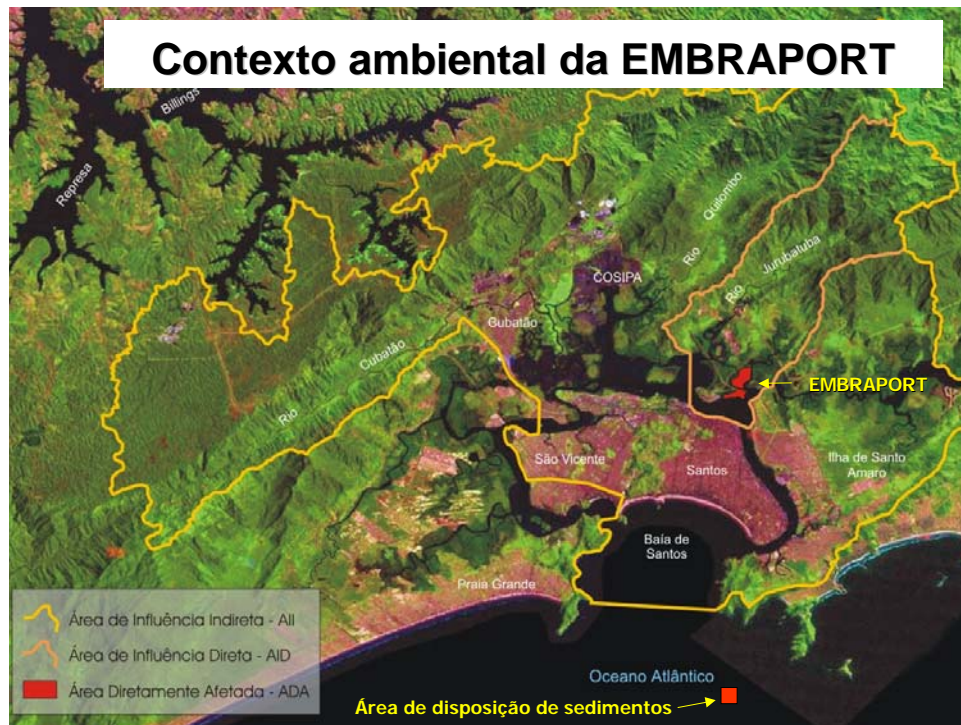 Contexto ambiental da EMBRAPORT
Represa
Billings
Rio
Quilombo
Rio
Jurubatuba
COSIPA
Cubatão
Rio
Cubatão
EMBRAPORT
São Vicente
Santos
Ilha de Santo
Amaro
Baía de
Santos
Praia Grande
Área de Influência Indireta - AII
Área de Influência Direta - AID
Área Diretamente Afetada - ADA
Oceano Atlântico
Área de disposição de sedimentos